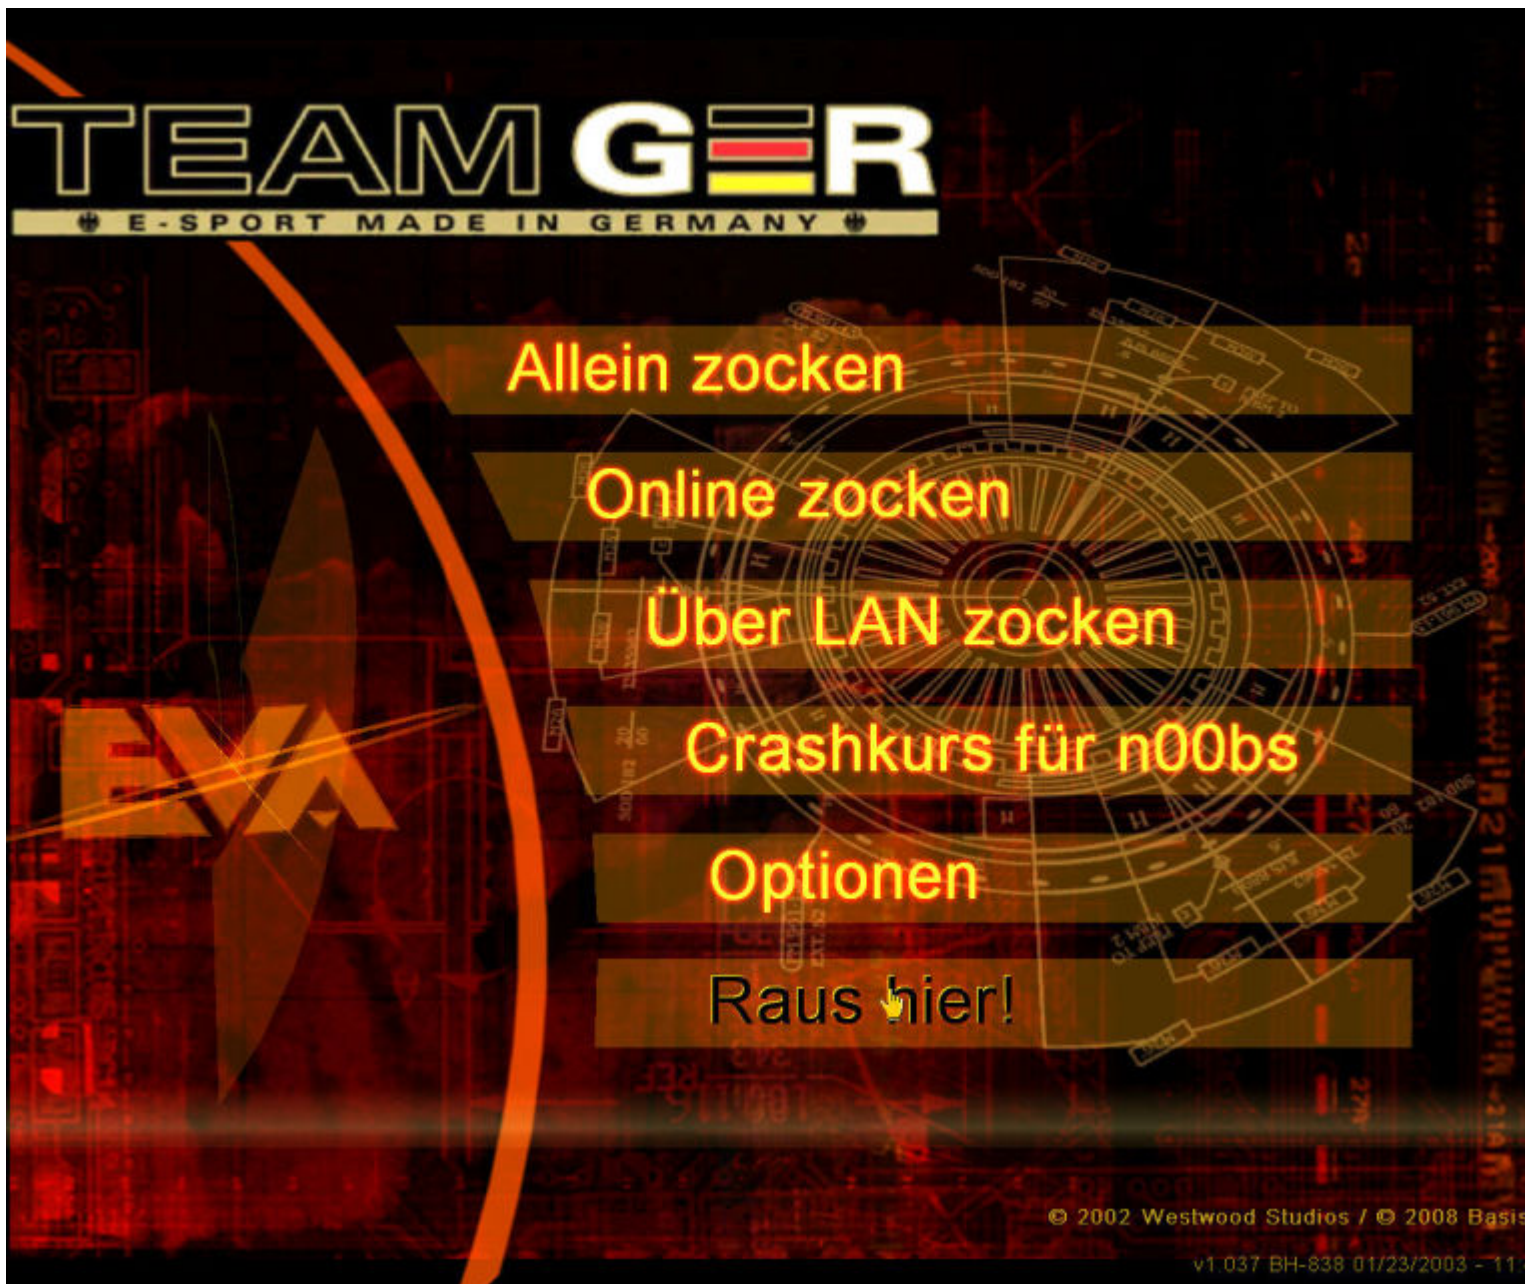 TEAM GER
E-SPORT MADE IN GERMANY
Allein zocken
Online zocken
Über LAN zocken
Crashkurs für n00bs
EVA
Optionen
Raus hier!
© 2002 Westwood Studios / © 2008 Basis
v1.037 BH-838 01/23/2003 - 11